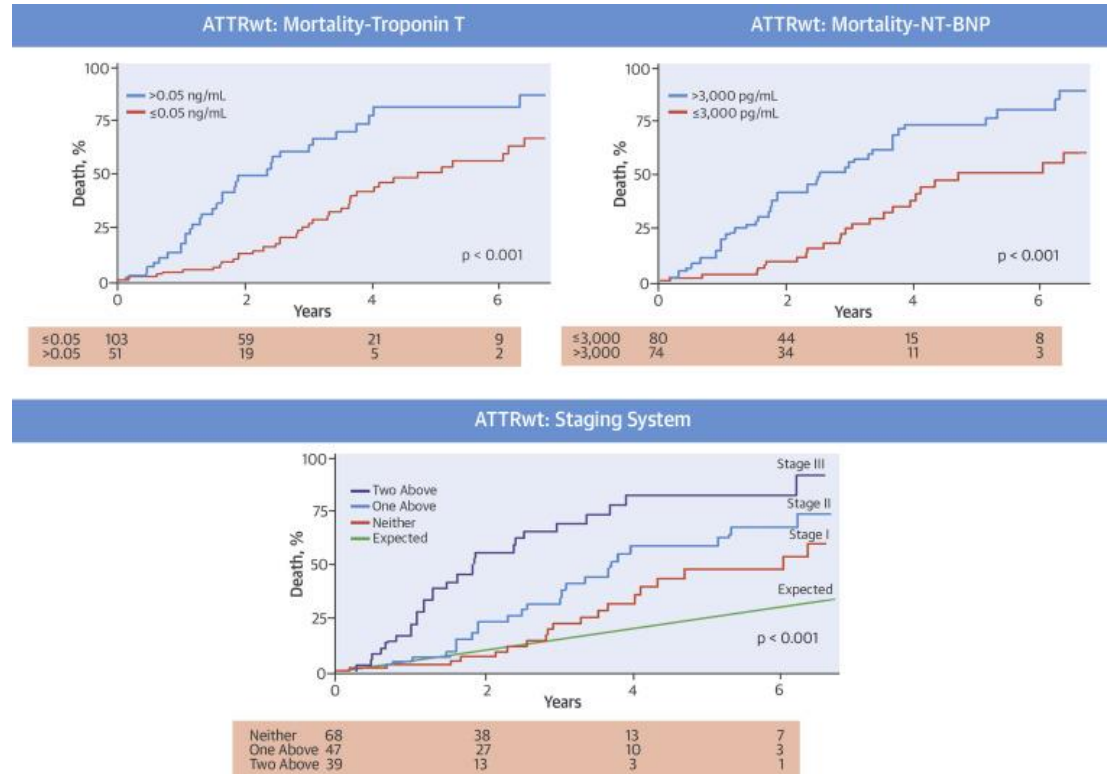 ATTRwt: Mortality-Troponin T
100
75
50
25
0
Death, %
>0.05 ng/mL
≤0.05 ng/mL
p < 0.001
0 2 4 6
Years
≤0.05 103 59 21 9
>0.05 51 19 5 2
ATTRwt: Mortality-NT-BNP
100
75
50
25
0
Death, %
>3,000 pg/mL
≤3,000 pg/mL
p < 0.001
0 2 4 6
Years
≤3,000 80 44 15 8
>3,000 74 34 11 3
ATTRwt: Staging System
100
75
50
25
0
Death, %
Two Above
One Above
Neither
Expected
Stage III
Stage II
Stage I
Expected
p < 0.001
0 2 4 6
Years
Neither 68 38 13 7
One Above 47 27 10 3
Two Above 39 13 3 1